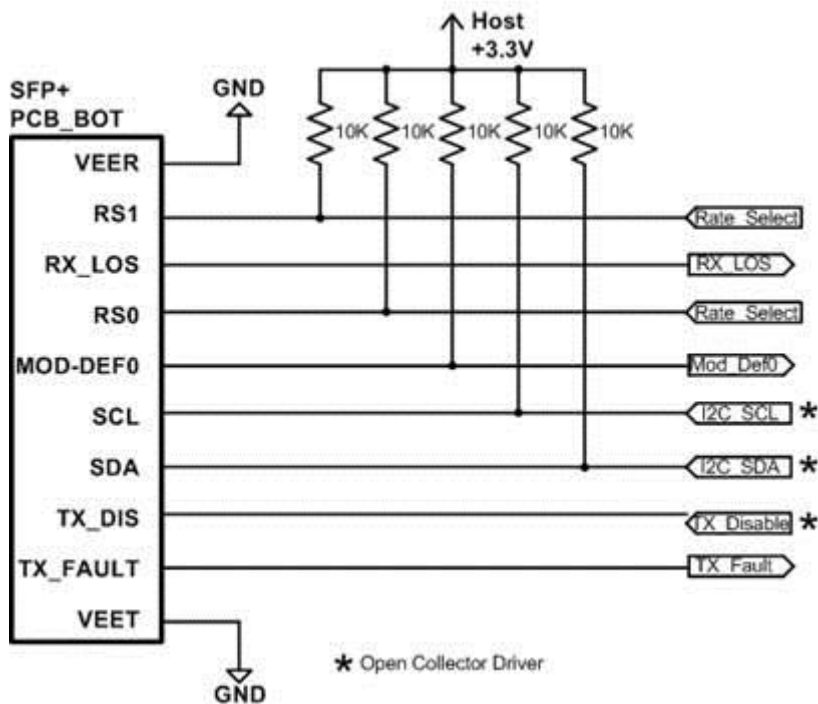 Host
+3.3V
SFP+
PCB_BOT
GND
10K 10K 10K 10K 10K
VEER
RS1 Rate_Select
RX_LOS RX_LOS
RS0 Rate_Select
MOD-DEF0 Mod_Def0
SCL I2C_SCL *
SDA I2C_SDA *
TX_DIS TX_Disable *
TX_FAULT TX_Fault
VEET
* Open Collector Driver
GND